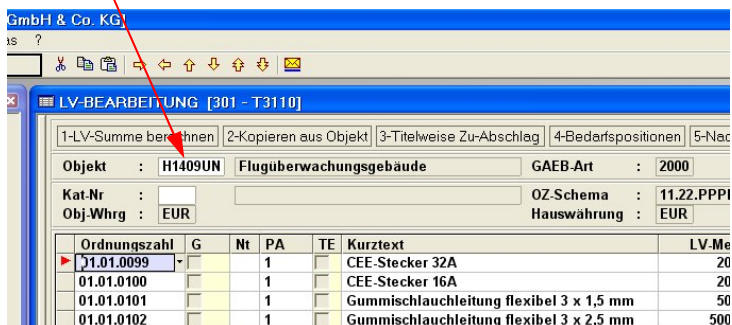 GmbH & Co. KG]
as ?
LV-BEARBEITUNG [301 - T3110]
1-LV-Summe berechnen 2-Kopieren aus Objekt 3-Titelweise Zu-Abschlag 4-Bedarfspositionen 5-Nac
Objekt : H1409UN Flugüberwachungsgebäude GAEB-Art : 2000
Kat-Nr : OZ-Schema : 11.22.PPPI
Obj-Whrg : EUR Hauswährung : EUR
Ordnungszahl G Nt PA TE Kurztext LV-Me
01.01.0099 1 CEE-Stecker 32A 20
01.01.0100 1 CEE-Stecker 16A 20
01.01.0101 1 Gummischlauchleitung flexibel 3 x 1,5 mm 50
01.01.0102 1 Gummischlauchleitung flexibel 3 x 2,5 mm 500